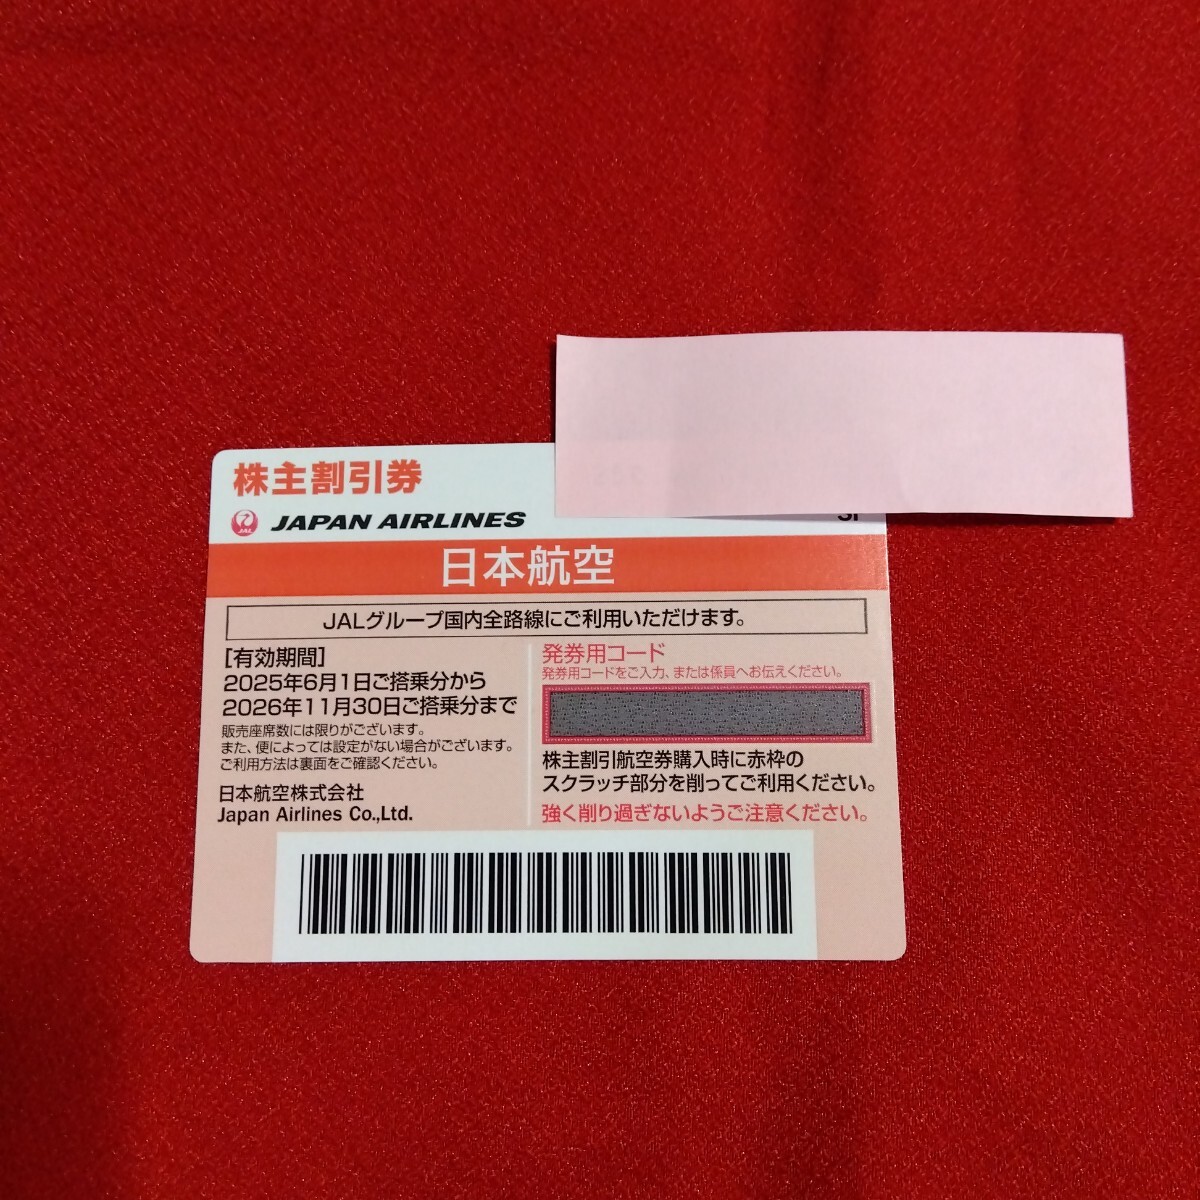 株主割引券
JAL
JAPAN AIRLINES
日本航空
JALグループ国内全路線にご利用いただけます。
[有効期間]
2025年6月1日ご搭乗分から
2026年11月30日ご搭乗分まで
販売座席数には限りがございます。
また、便によっては設定がない場合がございます。
ご利用方法は裏面をご確認ください。
日本航空株式会社
Japan Airlines Co.,Ltd.
発券用コード
発券用コードをご入力、または係員へお伝えください。
株主割引航空券購入時に赤枠の
スクラッチ部分を削ってご利用ください。
強く削り過ぎないようご注意ください。